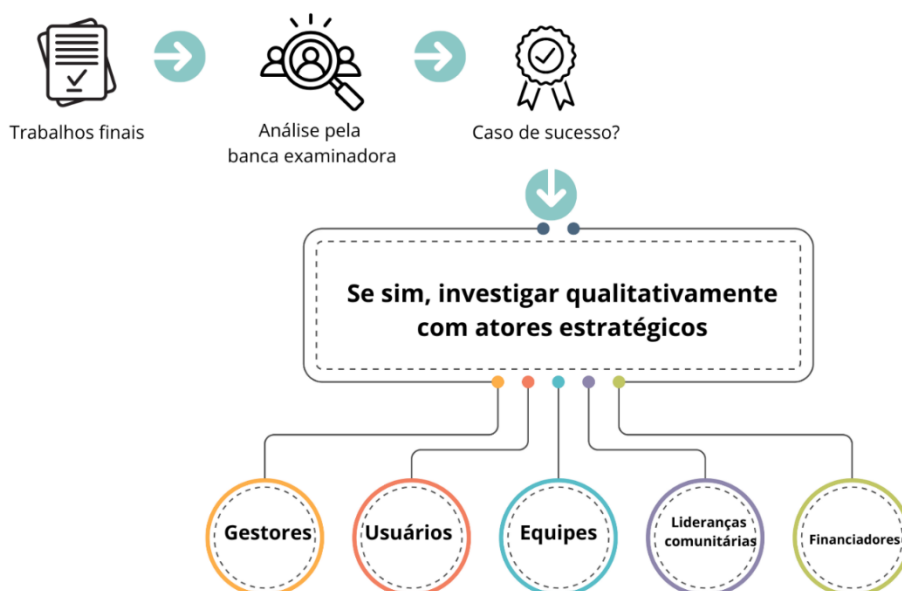 Trabalhos finais
Análise pela
banca examinadora
Caso de sucesso?
Se sim, investigar qualitativamente
com atores estratégicos
Gestores
Usuários
Equipes
Lideranças
comunitárias
Financiadores